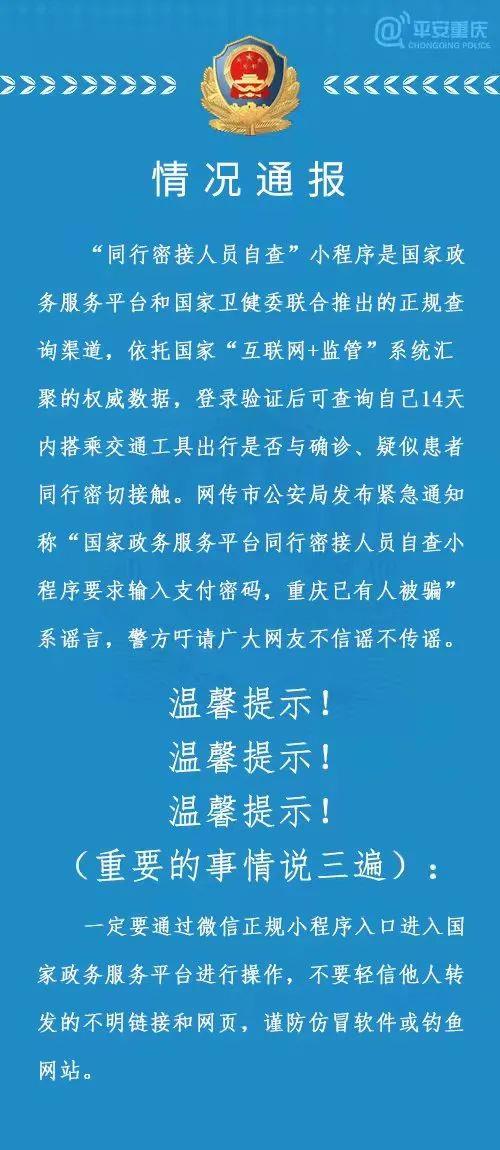 @平安重庆
CHONGQING POLICE
情况通报
“同行密接人员自查”小程序是国家政
务服务平台和国家卫健委联合推出的正规查
询渠道，依托国家“互联网+监管”系统汇
聚的权威数据，登录验证后可查询自己14天
内搭乘交通工具出行是否与确诊、疑似患者
同行密切接触。网传市公安局发布紧急通知
称“国家政务服务平台同行密接人员自查小
程序要求输入支付密码，重庆已有人被骗”
系谣言，警方吁请广大网友不信谣不传谣。
温馨提示！
温馨提示！
温馨提示！
（重要的事情说三遍）：
一定要通过微信正规小程序入口进入国
家政务服务平台进行操作，不要轻信他人转
发的不明链接和网页，谨防仿冒软件或钓鱼
网站。